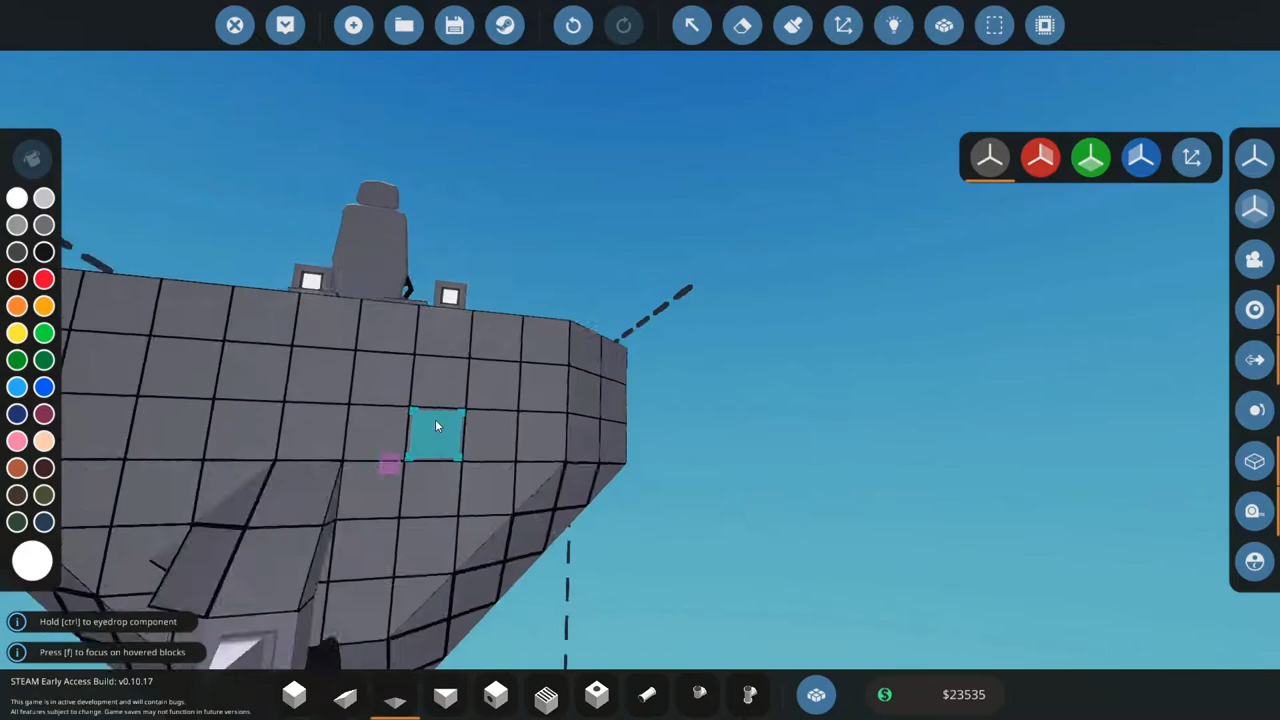 Hold [ctrl] to eyedrop component
Press [f] to focus on hovered blocks
STEAM Early Access Build: v0.10.17
This game is in active development and will contain bugs.
All features subject to change. Game saves may not function in future versions.
$ $23535